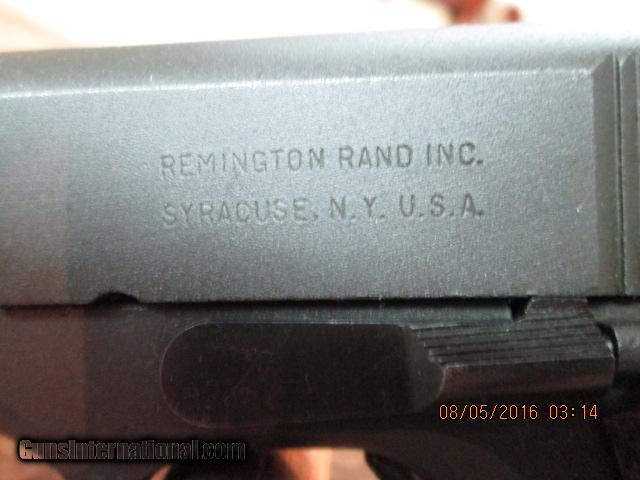 REMINGTON RAND INC.
SYRACUSE. N.Y. U.S.A.
08/05/2016 03:14
GunsInternational.com